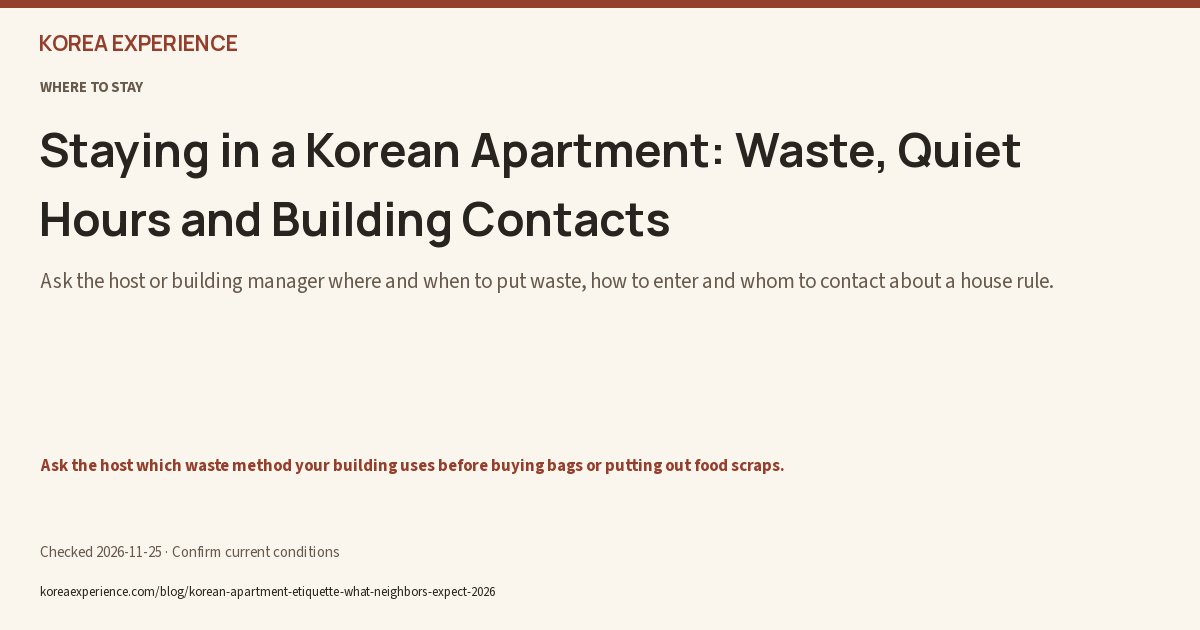 KOREA EXPERIENCE
WHERE TO STAY
Staying in a Korean Apartment: Waste, Quiet
Hours and Building Contacts
Ask the host or building manager where and when to put waste, how to enter and whom to contact about a house rule.
Ask the host which waste method your building uses before buying bags or putting out food scraps.
Checked 2026-11-25 · Confirm current conditions
koreaexperience.com/blog/korean-apartment-etiquette-what-neighbors-expect-2026